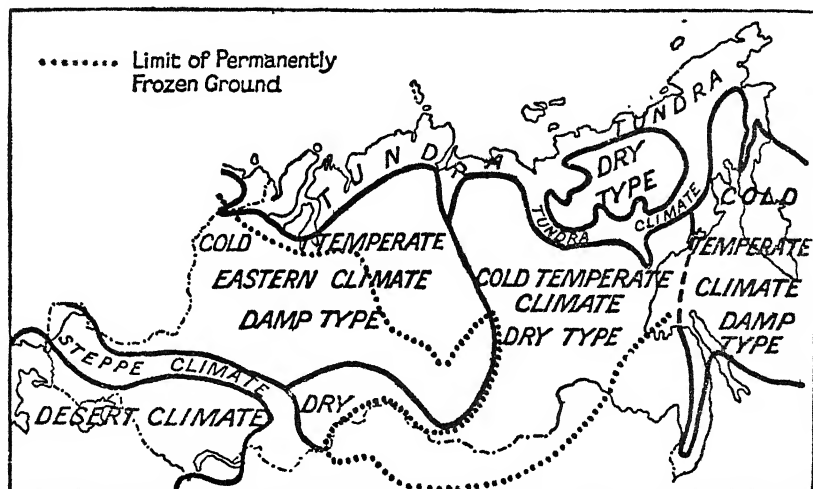 Limit of Permanently
Frozen Ground
TUNDRA
TUNDRA
DRY
TYPE
TUNDRA CLIMATE
COLD
TEMPERATE
CLIMATE
DAMP
TYPE
COLD TEMPERATE
EASTERN CLIMATE
DAMP TYPE
COLD TEMPERATE
CLIMATE
DRY TYPE
STEPPE CLIMATE
DRY
DESERT CLIMATE